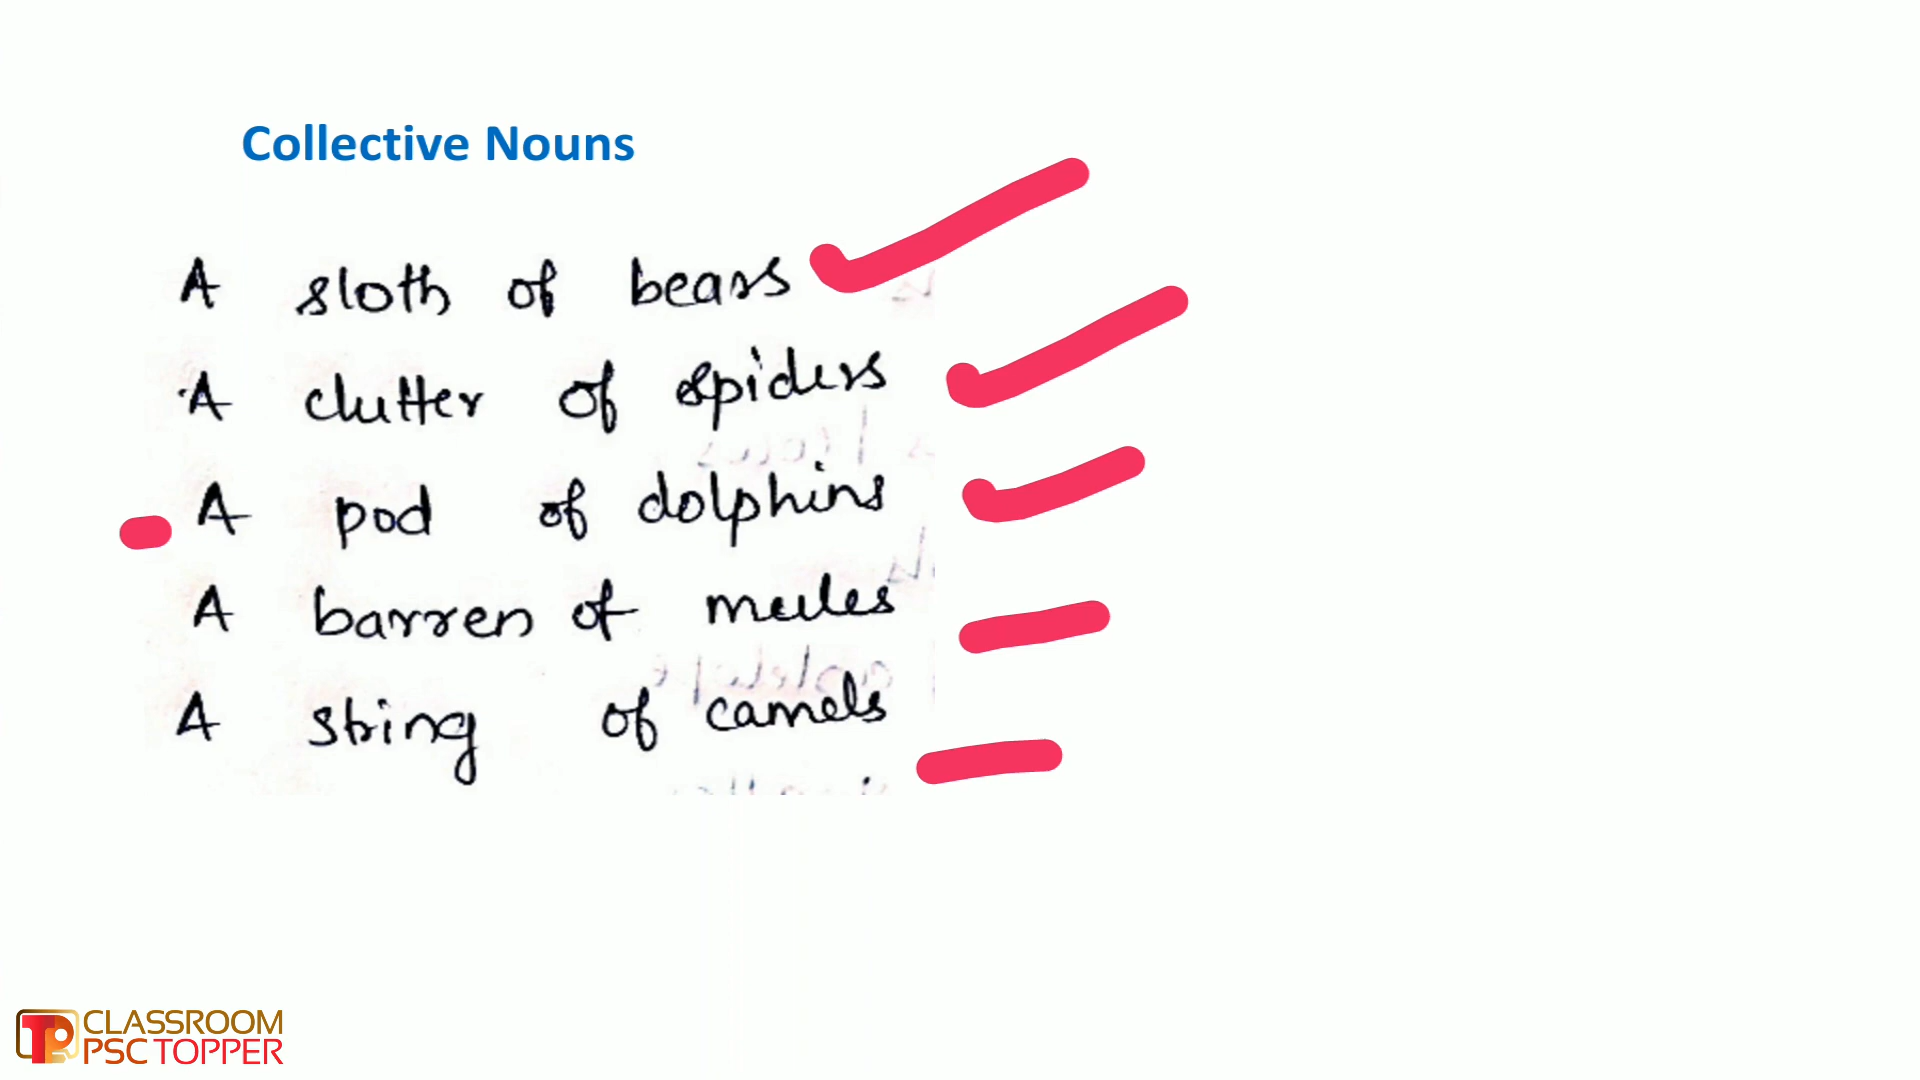 Collective Nouns
A sloth of bears
A clutter of spiders
A pod of dolphins
A barren of mules
A string of camels
CLASSROOM
PSC TOPPER